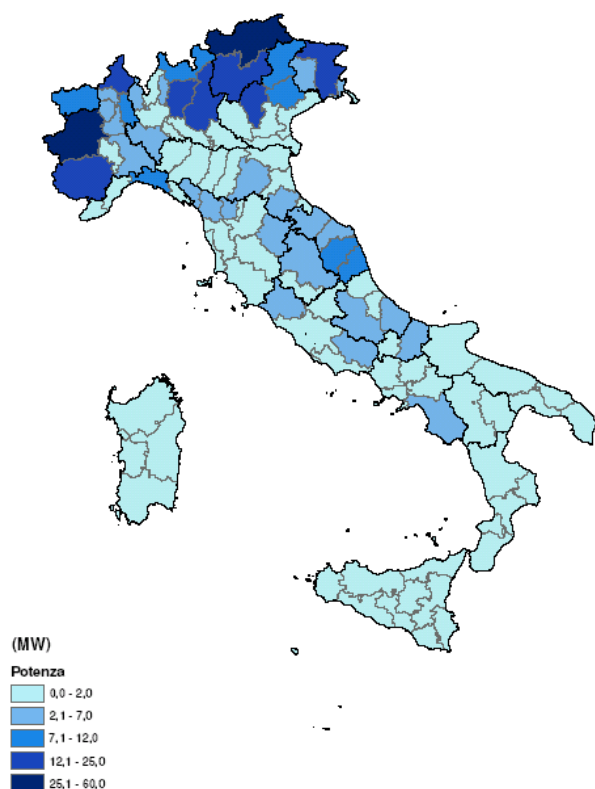 (MW)
Potenza
0,0 - 2,0
2,1 - 7,0
7,1 - 12,0
12,1 - 25,0
25,1 - 60,0